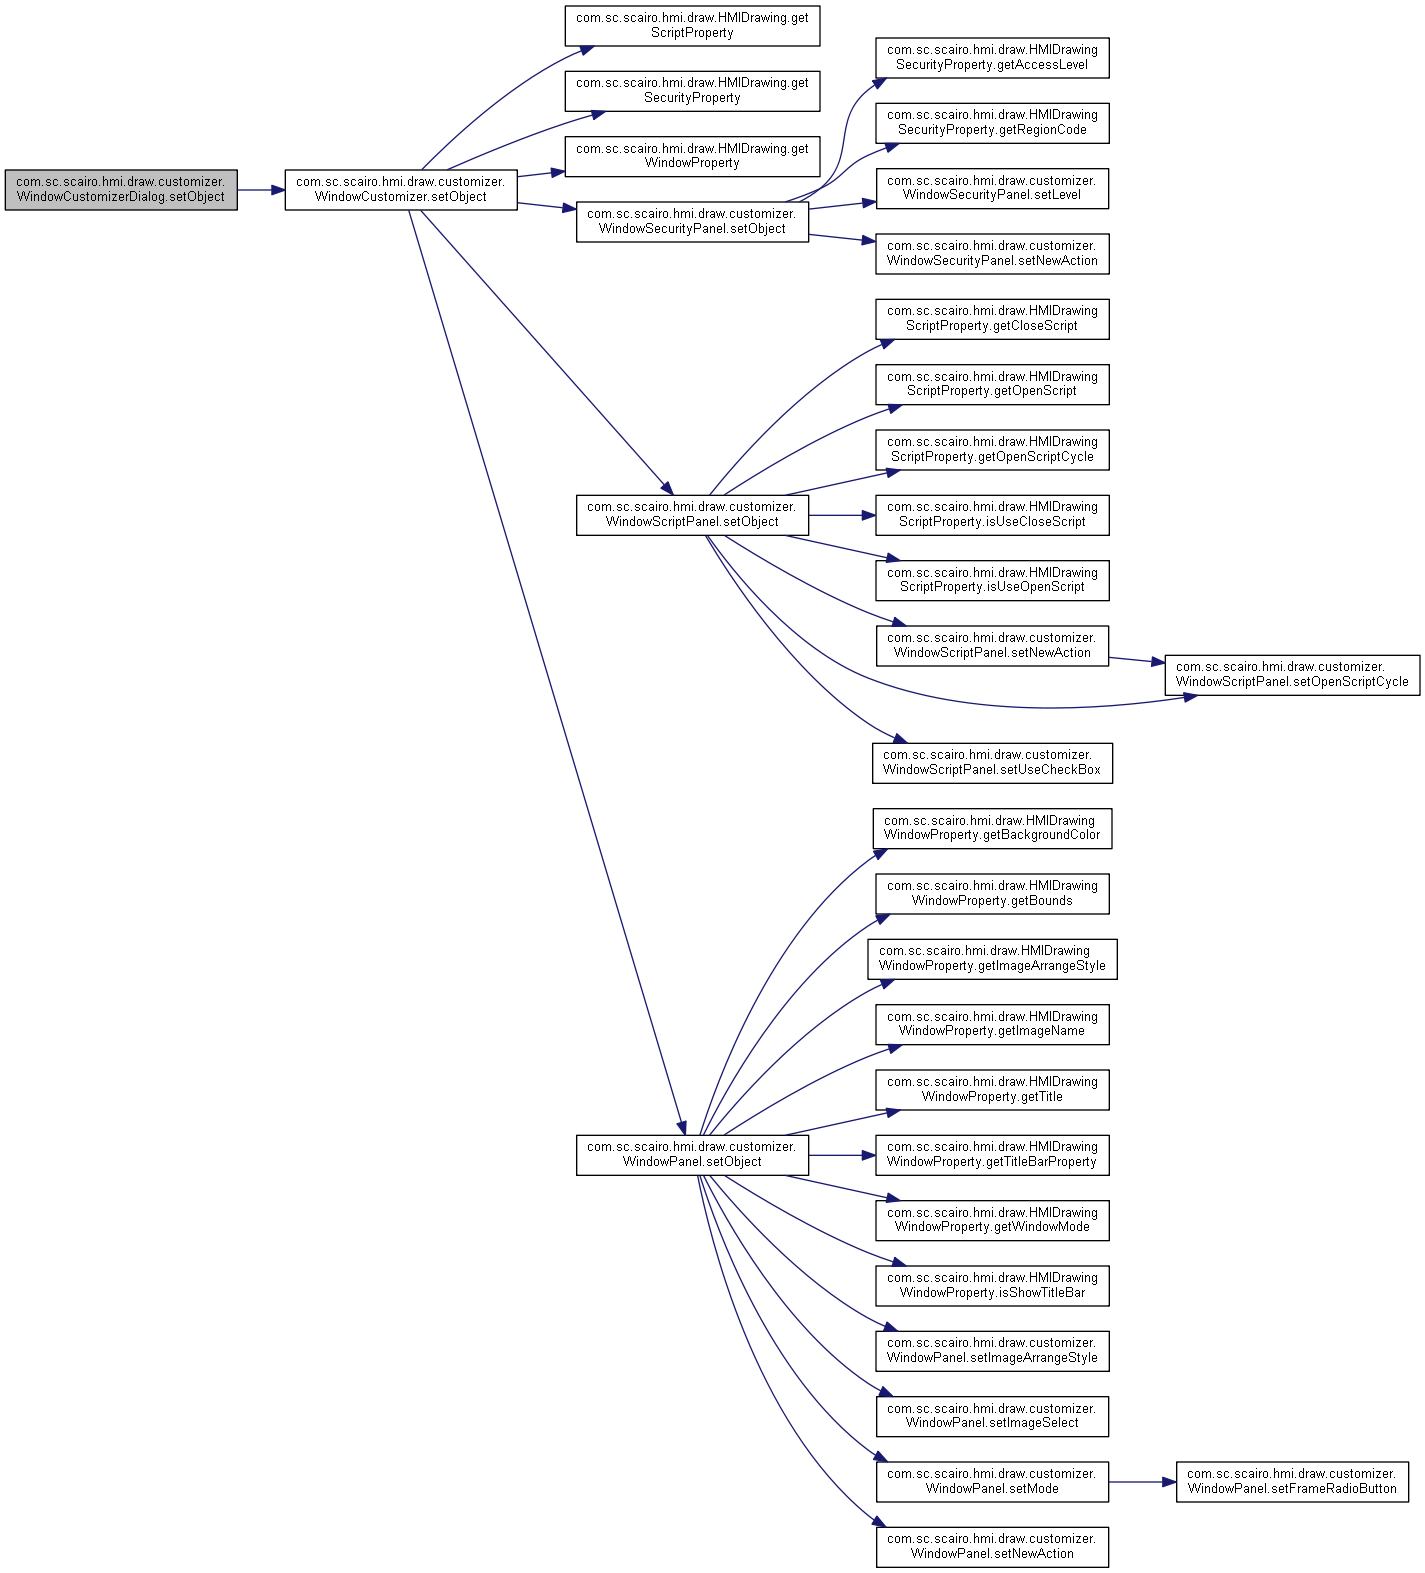 com.sc.scairo.hmi.draw.customizer.
WindowCustomizerDialog.setObject
com.sc.scairo.hmi.draw.customizer.
WindowCustomizer.setObject
com.sc.scairo.hmi.draw.HMIDrawing.get
ScriptProperty
com.sc.scairo.hmi.draw.HMIDrawing.get
SecurityProperty
com.sc.scairo.hmi.draw.HMIDrawing.get
WindowProperty
com.sc.scairo.hmi.draw.customizer.
WindowSecurityPanel.setObject
com.sc.scairo.hmi.draw.HMIDrawing
SecurityProperty.getAccessLevel
com.sc.scairo.hmi.draw.HMIDrawing
SecurityProperty.getRegionCode
com.sc.scairo.hmi.draw.customizer.
WindowSecurityPanel.setLevel
com.sc.scairo.hmi.draw.customizer.
WindowSecurityPanel.setNewAction
com.sc.scairo.hmi.draw.customizer.
WindowScriptPanel.setObject
com.sc.scairo.hmi.draw.HMIDrawing
ScriptProperty.getCloseScript
com.sc.scairo.hmi.draw.HMIDrawing
ScriptProperty.getOpenScript
com.sc.scairo.hmi.draw.HMIDrawing
ScriptProperty.getOpenScriptCycle
com.sc.scairo.hmi.draw.HMIDrawing
ScriptProperty.isUseCloseScript
com.sc.scairo.hmi.draw.HMIDrawing
ScriptProperty.isUseOpenScript
com.sc.scairo.hmi.draw.customizer.
WindowScriptPanel.setNewAction
com.sc.scairo.hmi.draw.customizer.
WindowScriptPanel.setOpenScriptCycle
com.sc.scairo.hmi.draw.customizer.
WindowScriptPanel.setUseCheckBox
com.sc.scairo.hmi.draw.customizer.
WindowPanel.setObject
com.sc.scairo.hmi.draw.HMIDrawing
WindowProperty.getBackgroundColor
com.sc.scairo.hmi.draw.HMIDrawing
WindowProperty.getBounds
com.sc.scairo.hmi.draw.HMIDrawing
WindowProperty.getImageArrangeStyle
com.sc.scairo.hmi.draw.HMIDrawing
WindowProperty.getImageName
com.sc.scairo.hmi.draw.HMIDrawing
WindowProperty.getTitle
com.sc.scairo.hmi.draw.HMIDrawing
WindowProperty.getTitleBarProperty
com.sc.scairo.hmi.draw.HMIDrawing
WindowProperty.getWindowMode
com.sc.scairo.hmi.draw.HMIDrawing
WindowProperty.isShowTitleBar
com.sc.scairo.hmi.draw.customizer.
WindowPanel.setImageArrangeStyle
com.sc.scairo.hmi.draw.customizer.
WindowPanel.setImageSelect
com.sc.scairo.hmi.draw.customizer.
WindowPanel.setMode
com.sc.scairo.hmi.draw.customizer.
WindowPanel.setFrameRadioButton
com.sc.scairo.hmi.draw.customizer.
WindowPanel.setNewAction